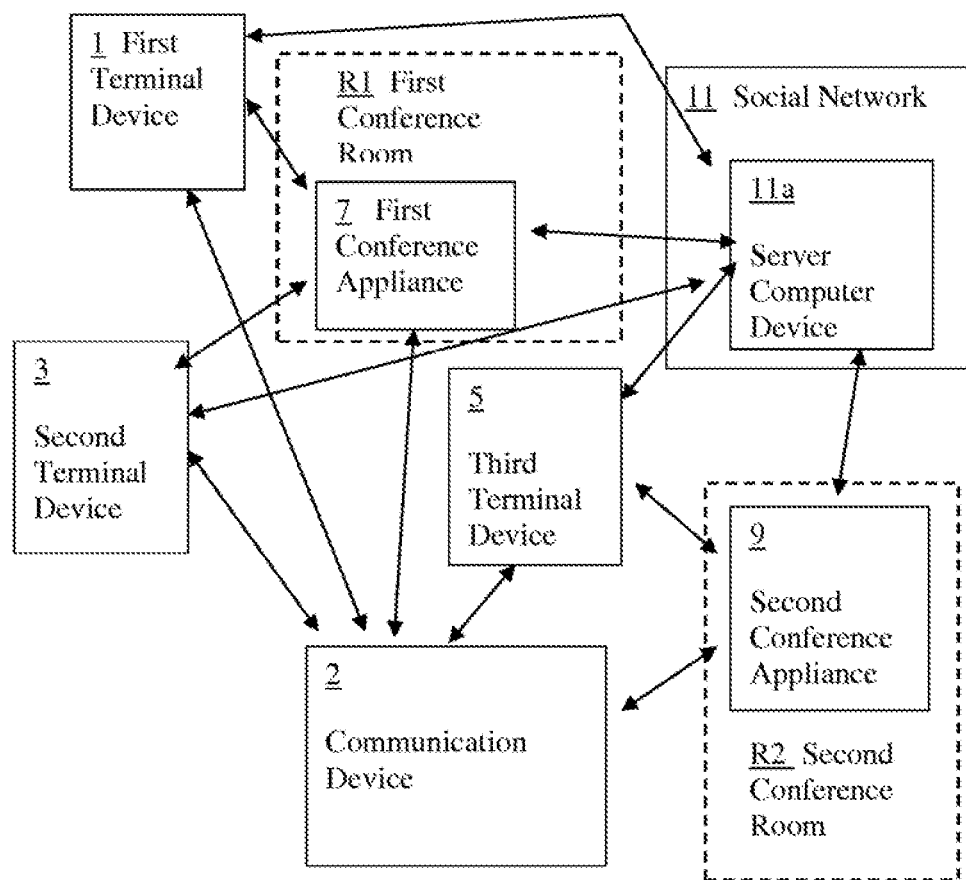 1 First
Terminal
Device
R1 First
Conference
Room
11 Social Network
7 First
Conference
Appliance
11a
Server
Computer
Device
3
Second
Terminal
Device
5
Third
Terminal
Device
9
Second
Conference
Appliance
2
Communication
Device
R2 Second
Conference
Room